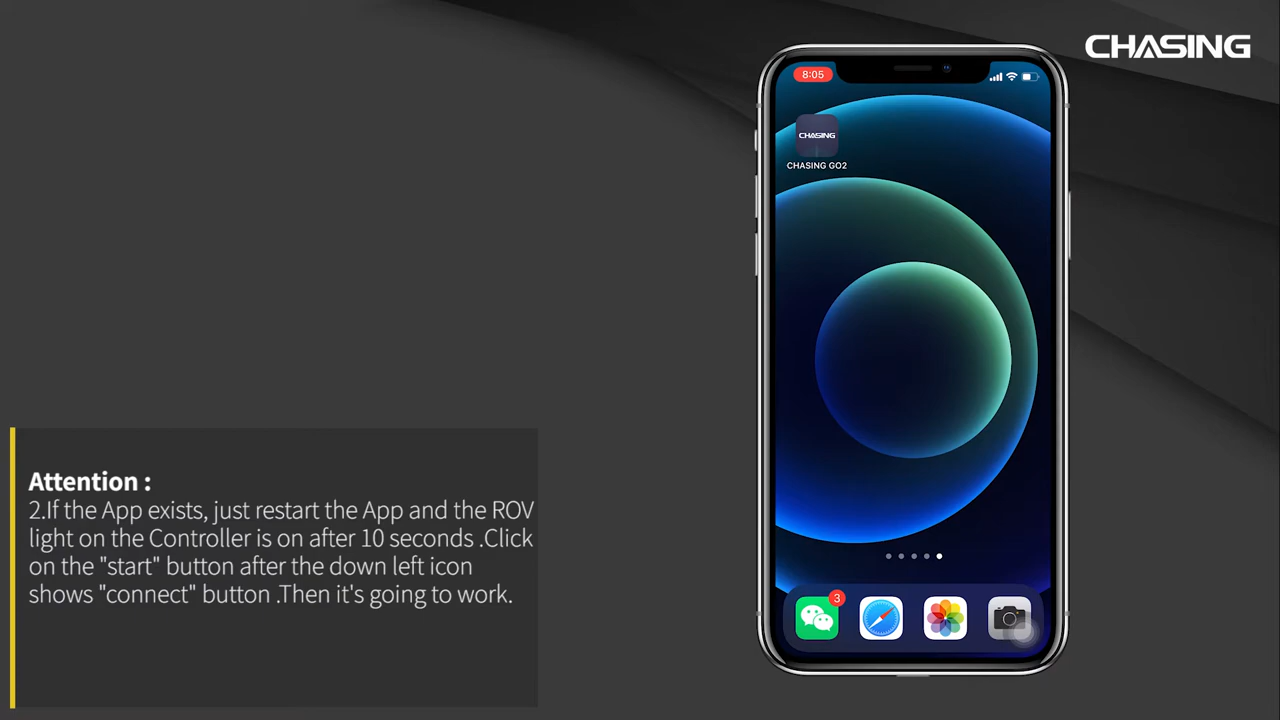 CHASING
8:05
CHASING
CHASING GO2
Attention :
2.If the App exists, just restart the App and the ROV
light on the Controller is on after 10 seconds .Click
on the "start" button after the down left icon
shows "connect" button .Then it's going to work.
3